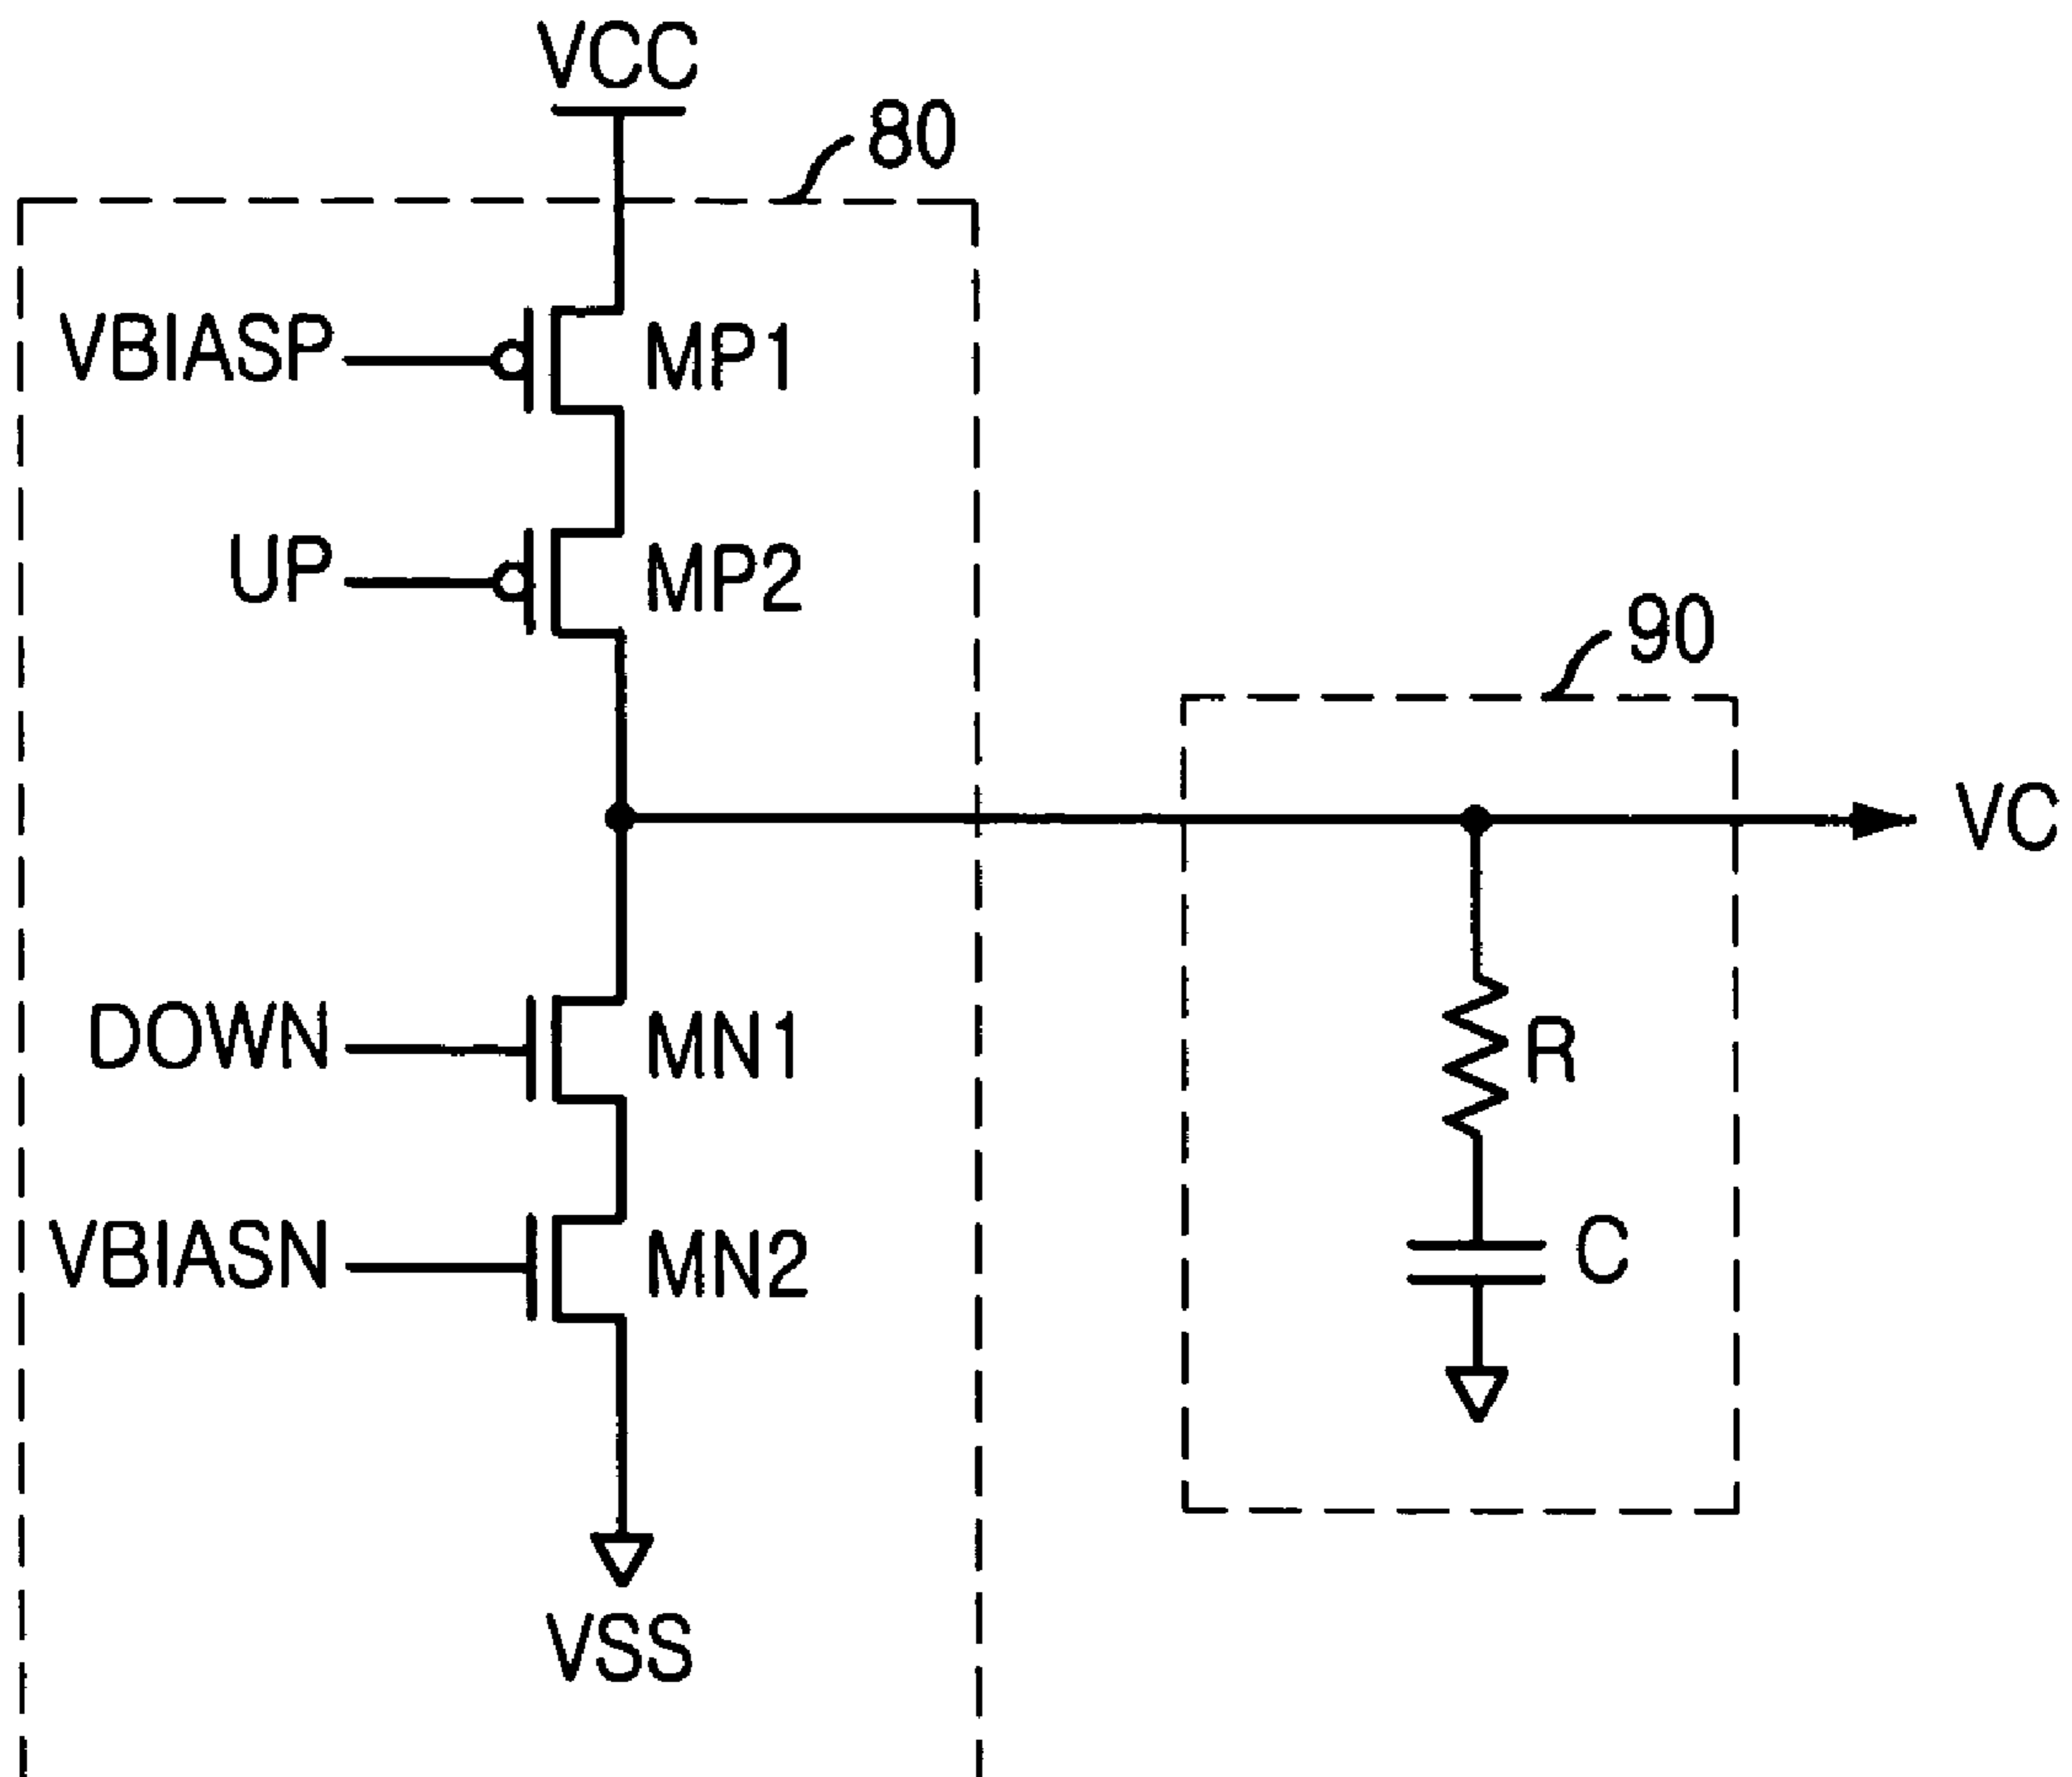 VCC
80
VBIASP
MP1
UP
MP2
90
VC
DOWN
MN1
R
VBIASN
MN2
C
VSS